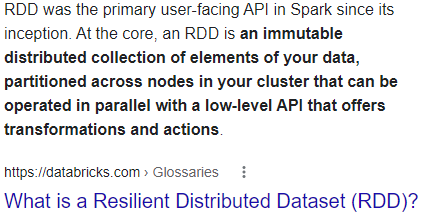 RDD was the primary user-facing API in Spark since its
inception. At the core, an RDD is an immutable
distributed collection of elements of your data,
partitioned across nodes in your cluster that can be
operated in parallel with a low-level API that offers
transformations and actions.
https://databricks.com › Glossaries
What is a Resilient Distributed Dataset (RDD)?